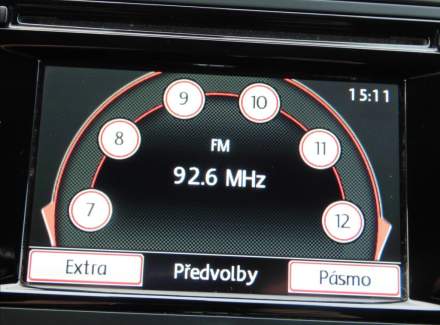 15:11
9 10
8 11
7 12
FM
92.6 MHz
Extra Předvolby Pásmo